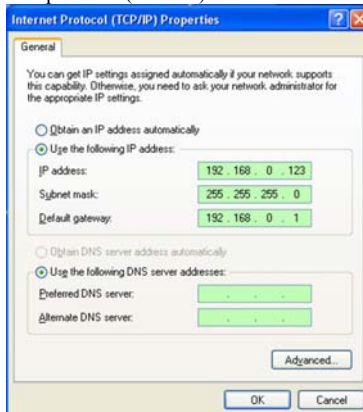 Internet Protocol (TCP/IP) Properties
General
You can get IP settings assigned automatically if your network supports
this capability. Otherwise, you need to ask your network administrator for
the appropriate IP settings.
Obtain an IP address automatically
Use the following IP address:
IP address: 192 . 168 . 0 . 123
Subnet mask: 255 . 255 . 255 . 0
Default gateway: 192 . 168 . 0 . 1
Obtain DNS server address automatically
Use the following DNS server addresses:
Preferred DNS server: . . .
Alternate DNS server: . . .
Advanced...
OK Cancel